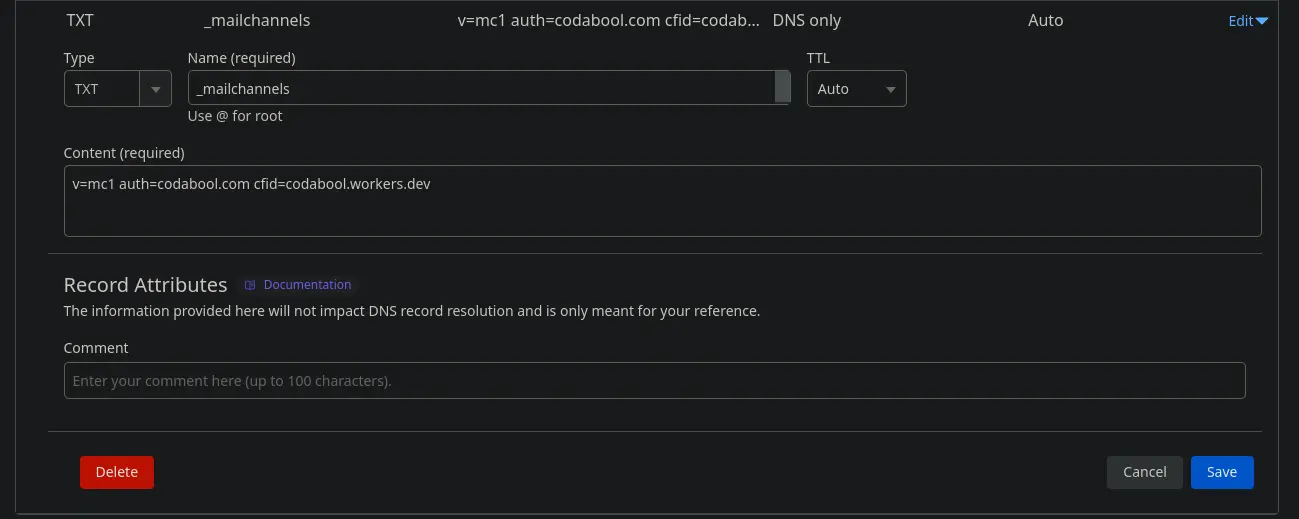 TXT _mailchannels v=mc1 auth=codabool.com cfid=codab... DNS only Auto Edit
Type Name (required) TTL
TXT _mailchannels Auto
Use @ for root
Content (required)
v=mc1 auth=codabool.com cfid=codabool.workers.dev
Record Attributes Documentation
The information provided here will not impact DNS record resolution and is only meant for your reference.
Comment
Enter your comment here (up to 100 characters).
Delete Cancel Save